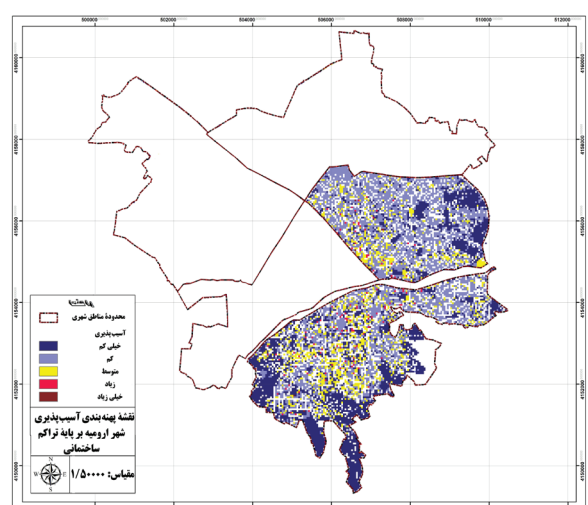 500000 502000 504000 506000 508000 510000 512000
4160000
4158000
4156000
4154000
4152000
4150000
محدودهٔ مناطق شهری
آسیب‌پذیری
خیلی کم
کم
متوسط
زیاد
خیلی زیاد
نقشهٔ پهنه‌بندی آسیب‌پذیری
شهر ارومیه بر پایهٔ تراکم
ساختمانی
مقیاس: ۱/۵۰۰۰۰
N
W E
S